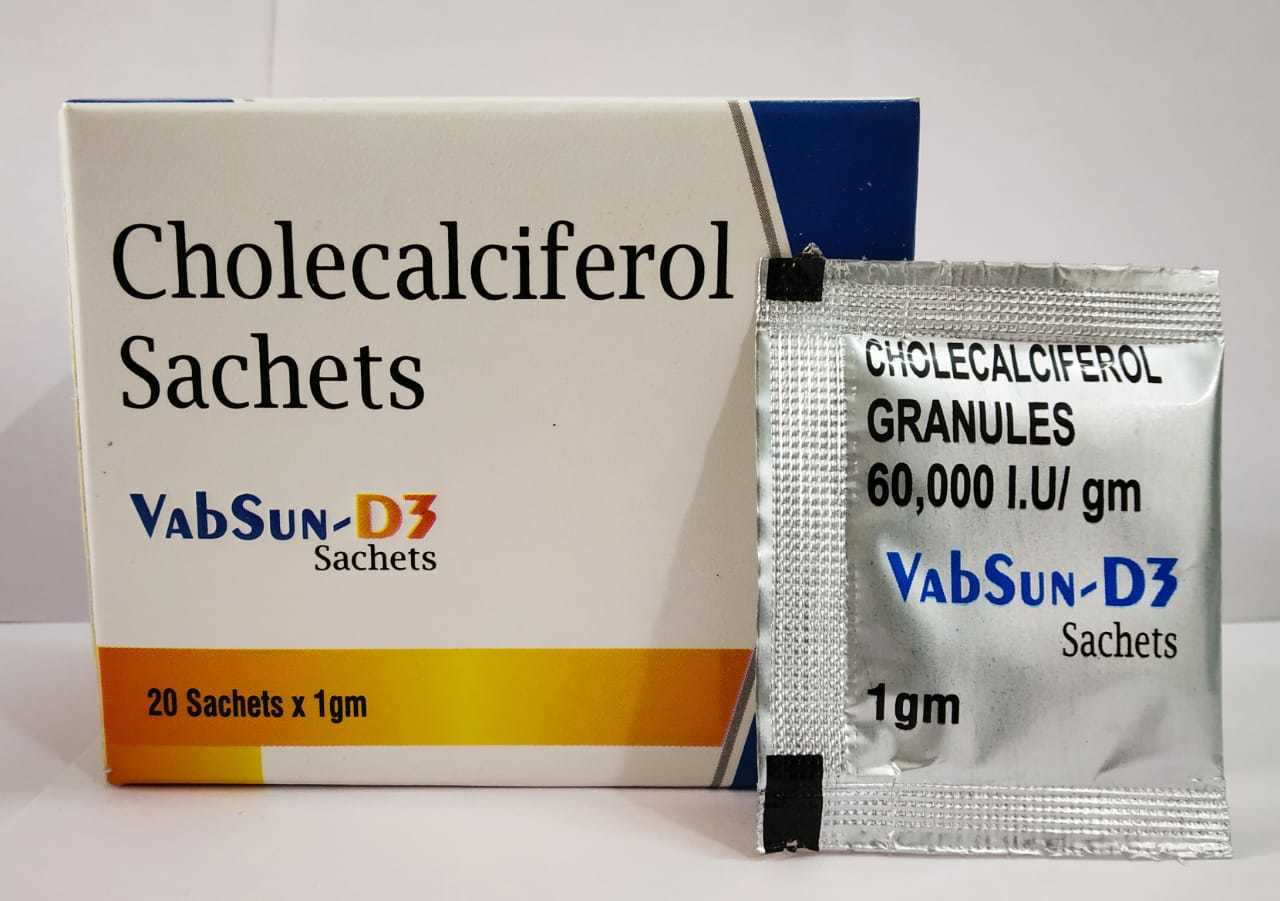 Cholecalciferol
Sachets
VabSun-D3
Sachets
20 Sachets x 1gm
CHOLECALCIFEROL
GRANULES
60,000 I.U/ gm
VabSun-D3
Sachets
1gm